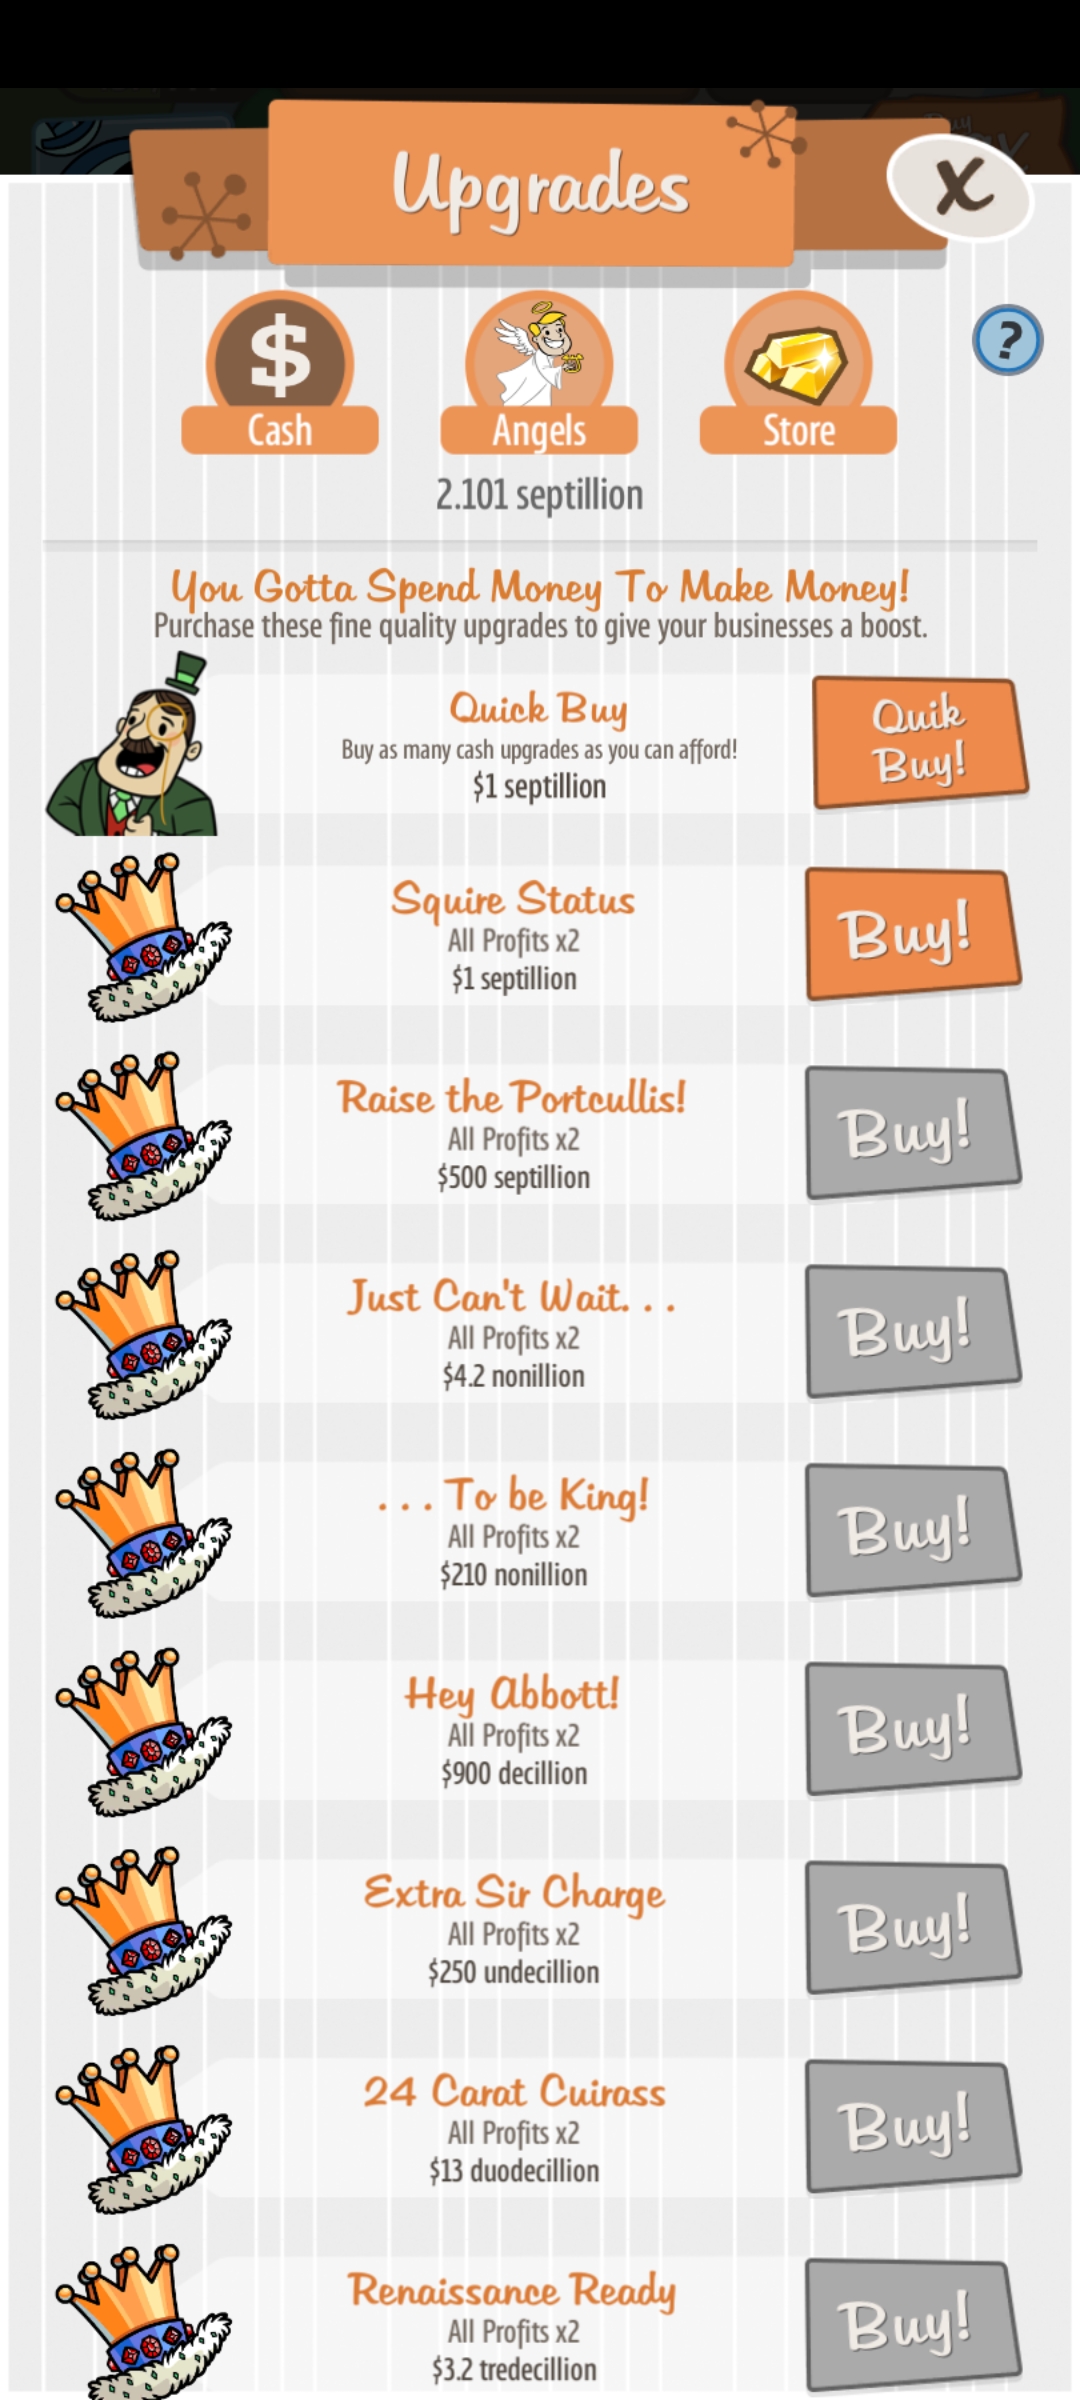 Upgrades
X
$
?
Cash
Angels
Store
2.101 septillion
You Gotta Spend Money To Make Money!
Purchase these fine quality upgrades to give your businesses a boost.
Quick Buy
Buy as many cash upgrades as you can afford!
$1 septillion
Quik
Buy!
Squire Status
All Profits x2
$1 septillion
Buy!
Raise the Portcullis!
All Profits x2
$500 septillion
Buy!
Just Can't Wait. . .
All Profits x2
$4.2 nonillion
Buy!
. . . To be King!
All Profits x2
$210 nonillion
Buy!
Hey Abbott!
All Profits x2
$900 decillion
Buy!
Extra Sir Charge
All Profits x2
$250 undecillion
Buy!
24 Carat Cuirass
All Profits x2
$13 duodecillion
Buy!
Renaissance Ready
All Profits x2
$3.2 tredecillion
Buy!